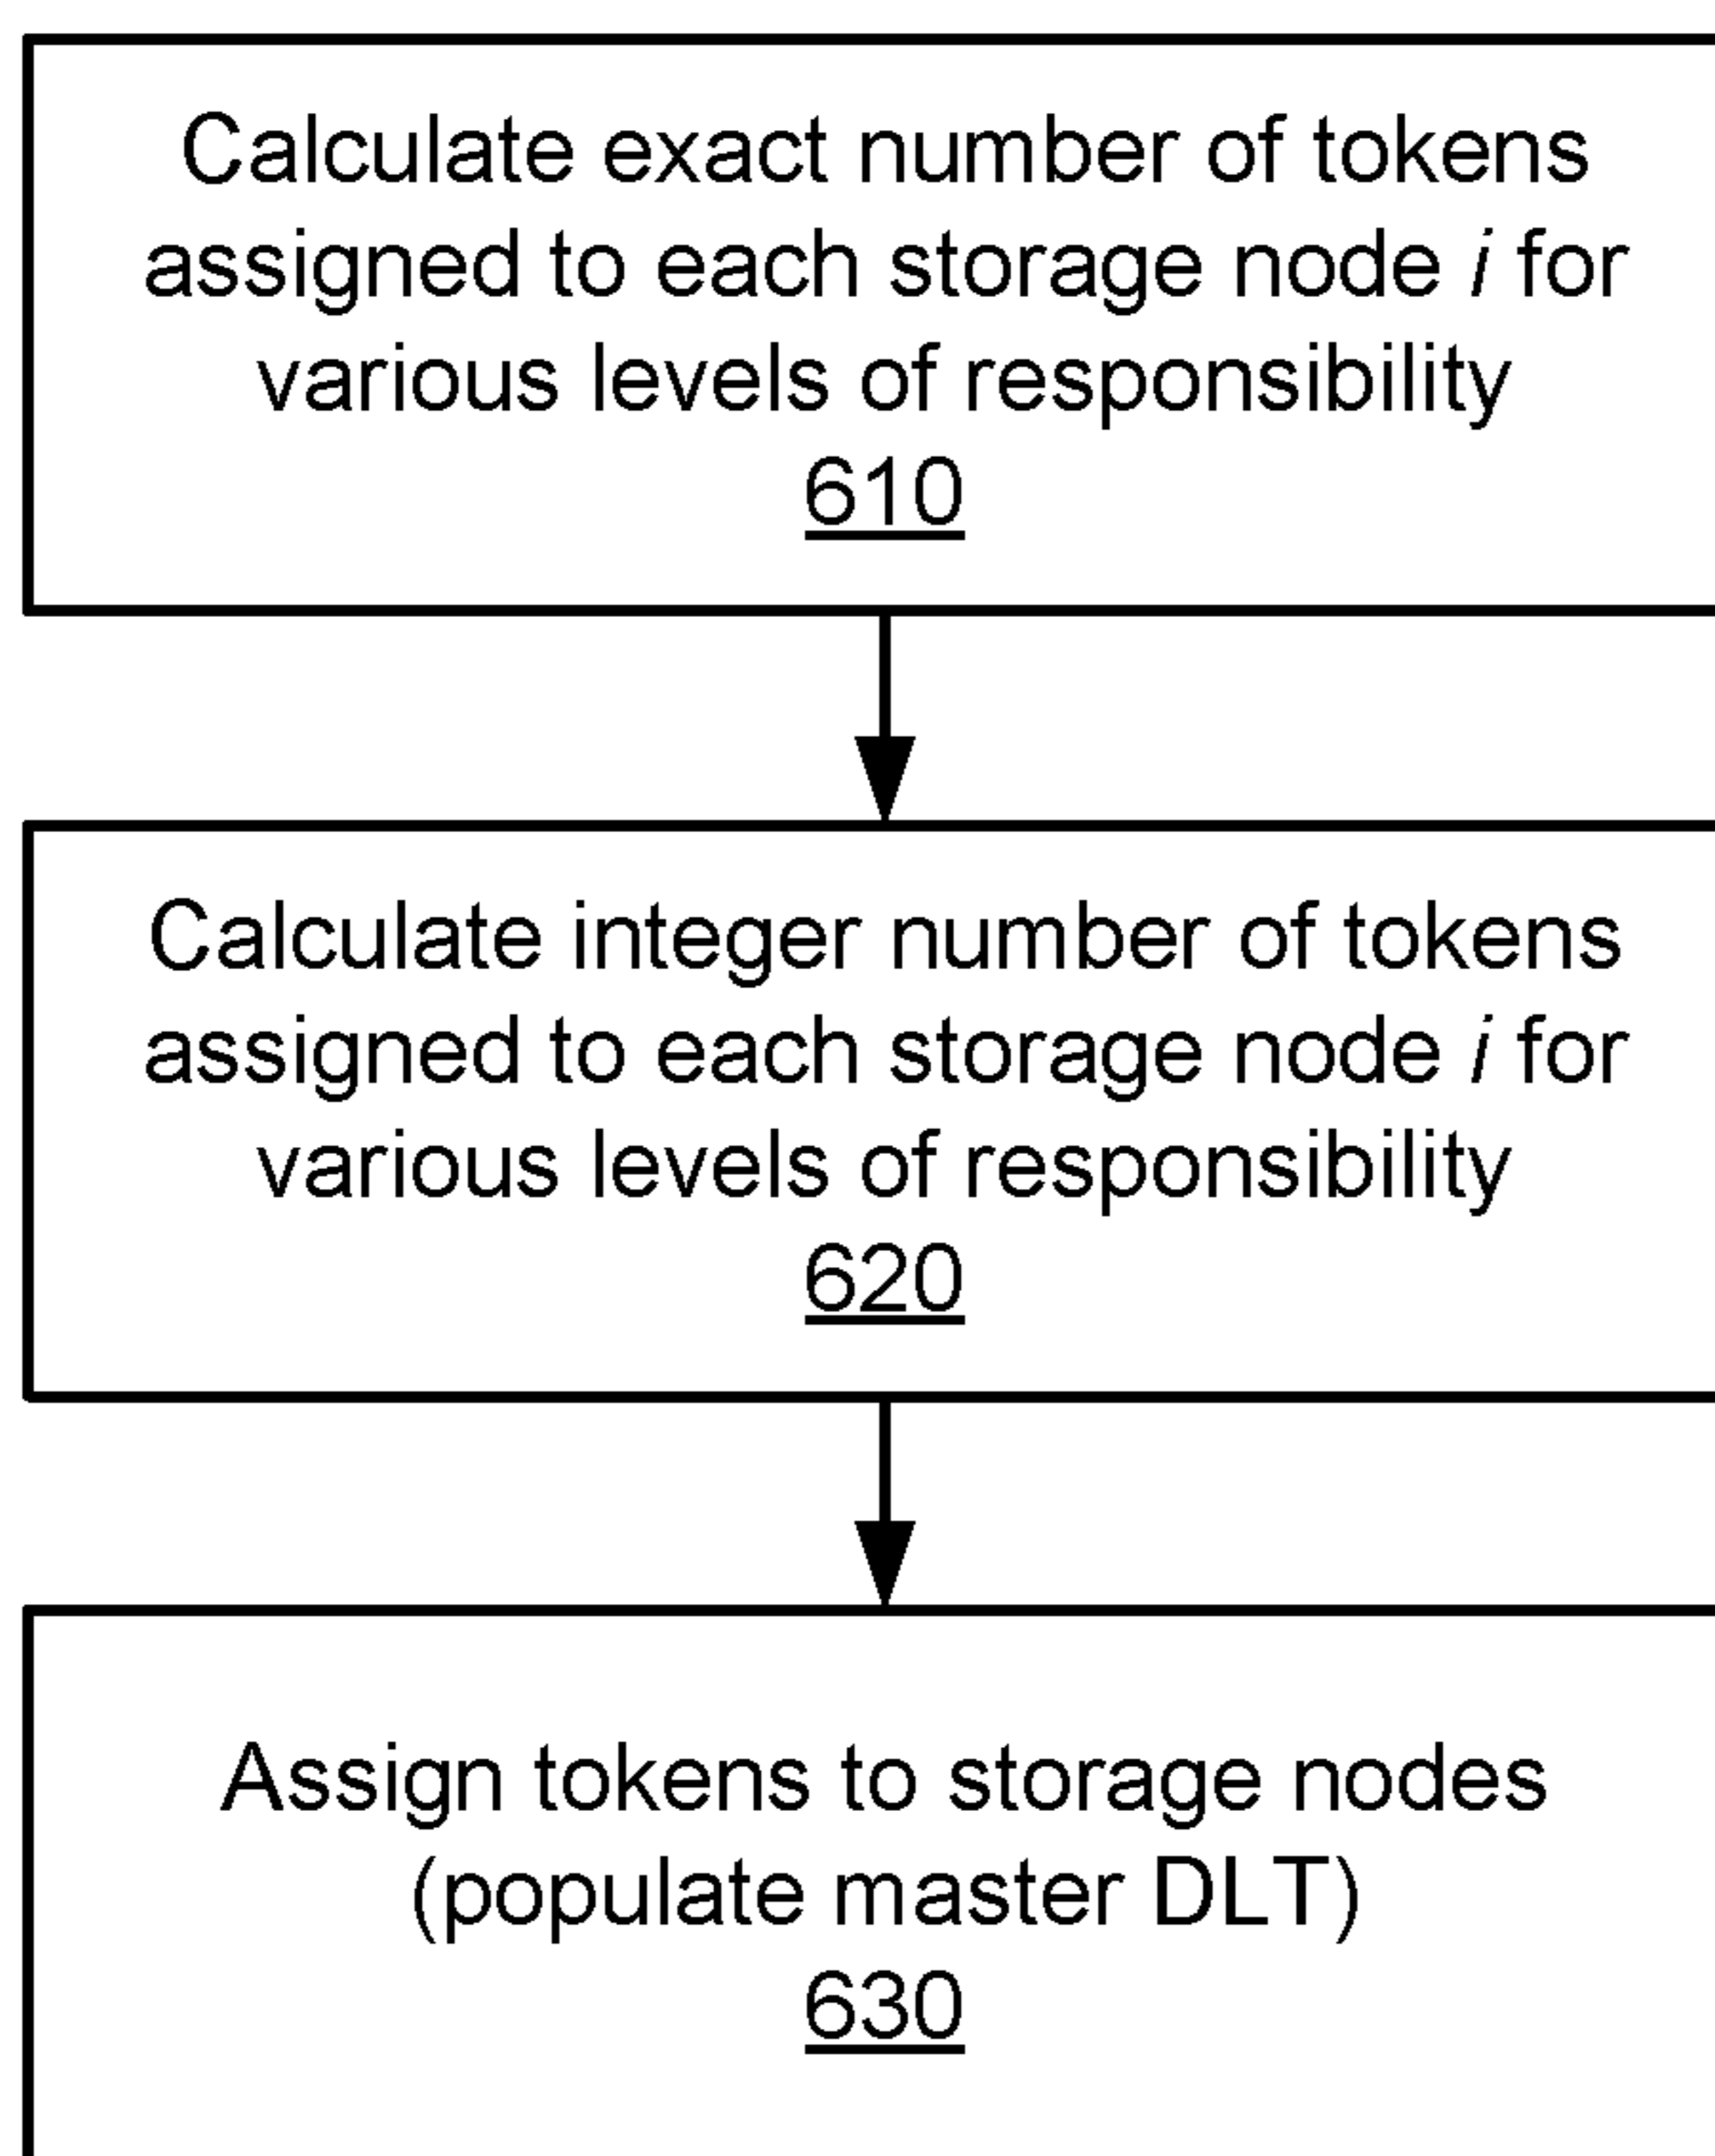 Calculate exact number of tokens
assigned to each storage node i for
various levels of responsibility
610
Calculate integer number of tokens
assigned to each storage node i for
various levels of responsibility
620
Assign tokens to storage nodes
(populate master DLT)
630